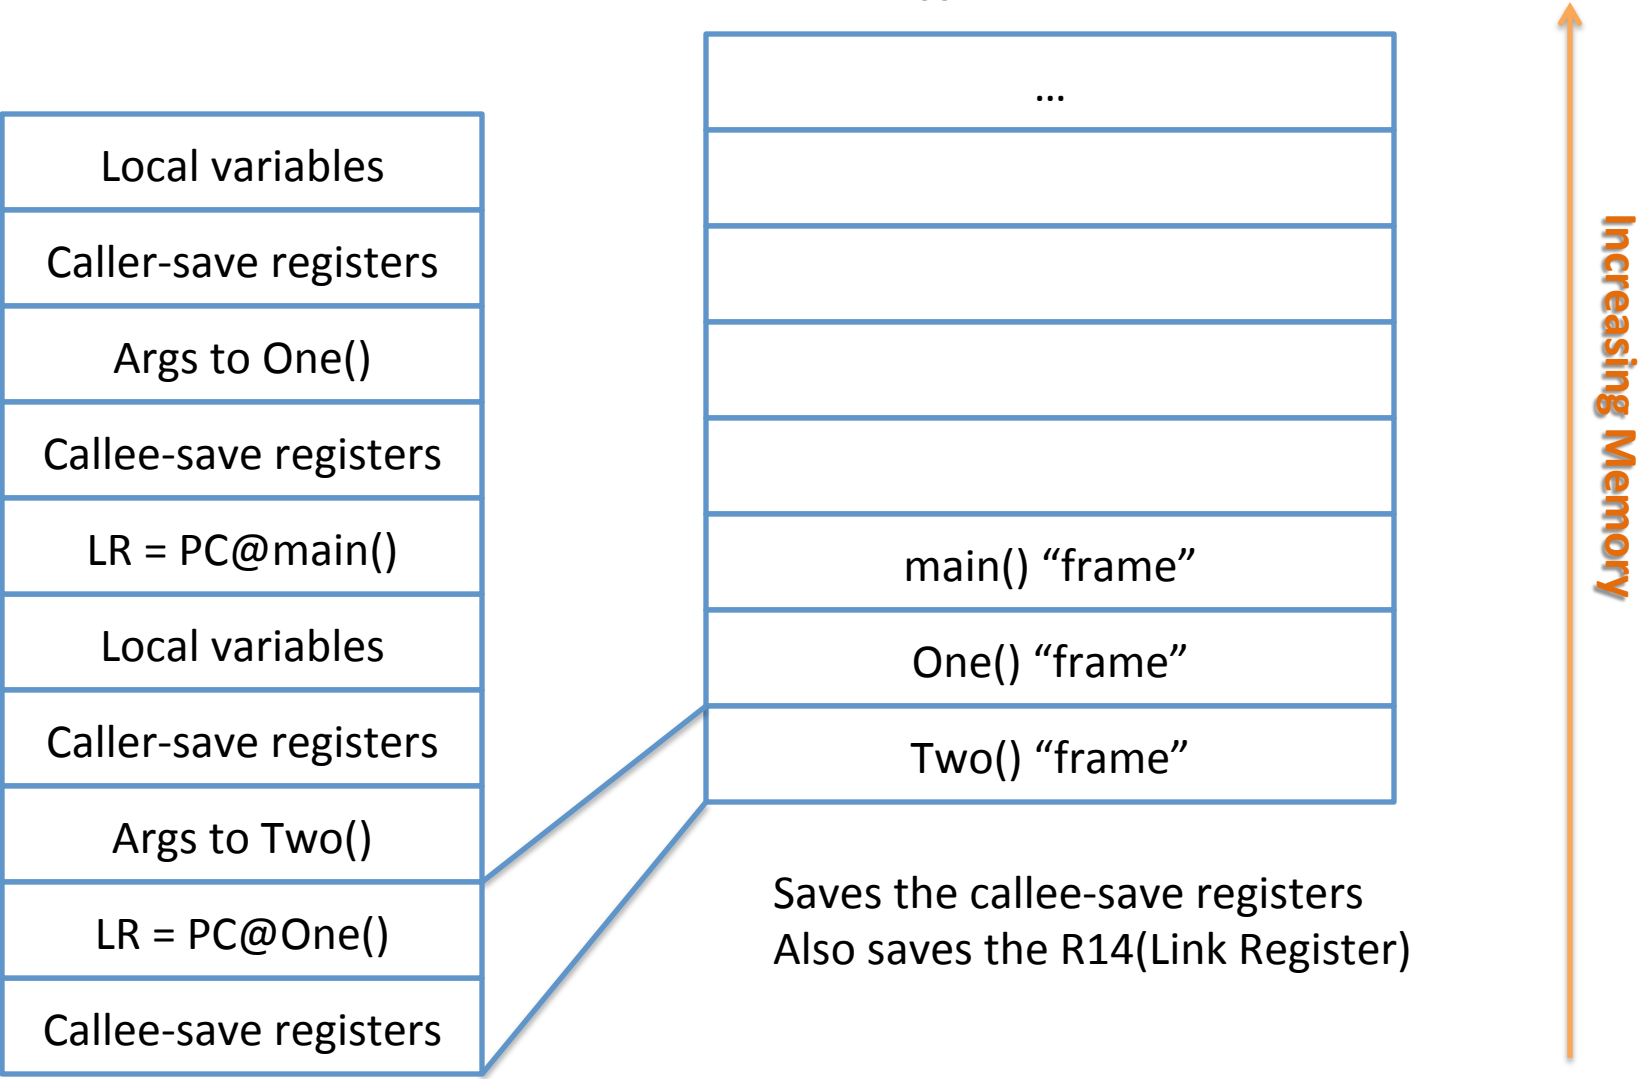 Local variables
Caller-save registers
Args to One()
Callee-save registers
LR = PC@main()
Local variables
Caller-save registers
Args to Two()
LR = PC@One()
Callee-save registers
...
main() “frame”
One() “frame”
Two() “frame”
Saves the callee-save registers
Also saves the R14(Link Register)
Increasing Memory